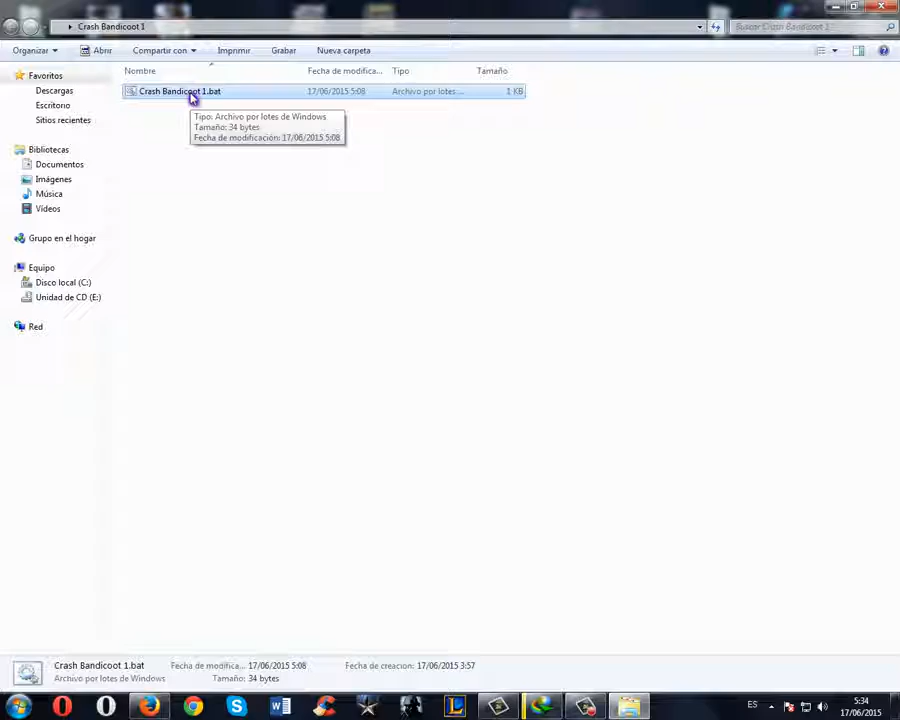 Crash Bandicoot 1
Buscar Crash Bandicoot 1
Organizar
Abrir
Compartir con
Imprimir
Grabar
Nueva carpeta
Nombre
Fecha de modifica...
Tipo
Tamaño
Favoritos
Descargas
Escritorio
Sitios recientes
Bibliotecas
Documentos
Imágenes
Música
Vídeos
Grupo en el hogar
Equipo
Disco local (C:)
Unidad de CD (E:)
Red
Crash Bandicoot 1.bat
17/06/2015 5:08
Archivo por lotes ...
1 KB
Tipo: Archivo por lotes de Windows
Tamaño: 34 bytes
Fecha de modificación: 17/06/2015 5:08
Crash Bandicoot 1.bat
Fecha de modifica... 17/06/2015 5:08
Fecha de creación: 17/06/2015 3:57
Archivo por lotes de Windows
Tamaño: 34 bytes
ES
5:34
17/06/2015